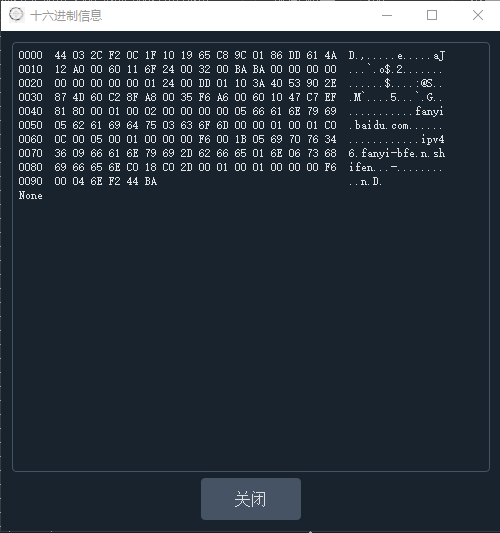 十六进制信息
0000 44 03 2C F2 0C 1F 10 19 65 C8 9C 01 86 DD 61 4A D.,.....e.....aJ
0010 12 A0 00 60 11 6F 24 00 32 00 BA BA 00 00 00 00 ...`.o$.2.......
0020 00 00 00 00 00 01 24 00 DD 01 10 3A 40 53 90 2E ......$....:@S..
0030 87 4D 60 C2 8F A8 00 35 F6 A6 00 60 10 47 C7 EF .M`....5...`.G..
0040 81 80 00 01 00 02 00 00 00 00 05 66 61 6E 79 69 ...........fanyi
0050 05 62 61 69 64 75 03 63 6F 6D 00 00 01 00 01 C0 .baidu.com......
0060 0C 00 05 00 01 00 00 00 F6 00 1B 05 69 70 76 34 ............ipv4
0070 36 09 66 61 6E 79 69 2D 62 66 65 01 6E 06 73 68 6.fanyi-bfe.n.sh
0080 69 66 65 6E C0 18 C0 2D 00 01 00 01 00 00 00 F6 ifen...-........
0090 00 04 6E F2 44 BA ..n.D.
None
关闭